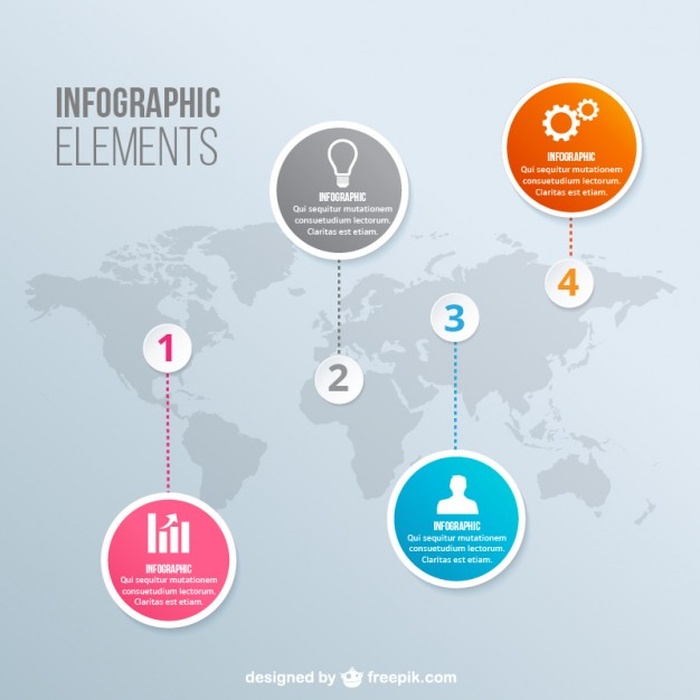 INFOGRAPHIC
ELEMENTS
INFOGRAPHIC
Qui sequitur mutationem
consuetudium lectorum.
Claritas est etiam.
INFOGRAPHIC
Qui sequitur mutationem
consuetudium lectorum.
Claritas est etiam.
4
3
1
2
INFOGRAPHIC
Qui sequitur mutationem
consuetudium lectorum.
Claritas est etiam.
INFOGRAPHIC
Qui sequitur mutationem
consuetudium lectorum.
Claritas est etiam.
designed by freepik.com